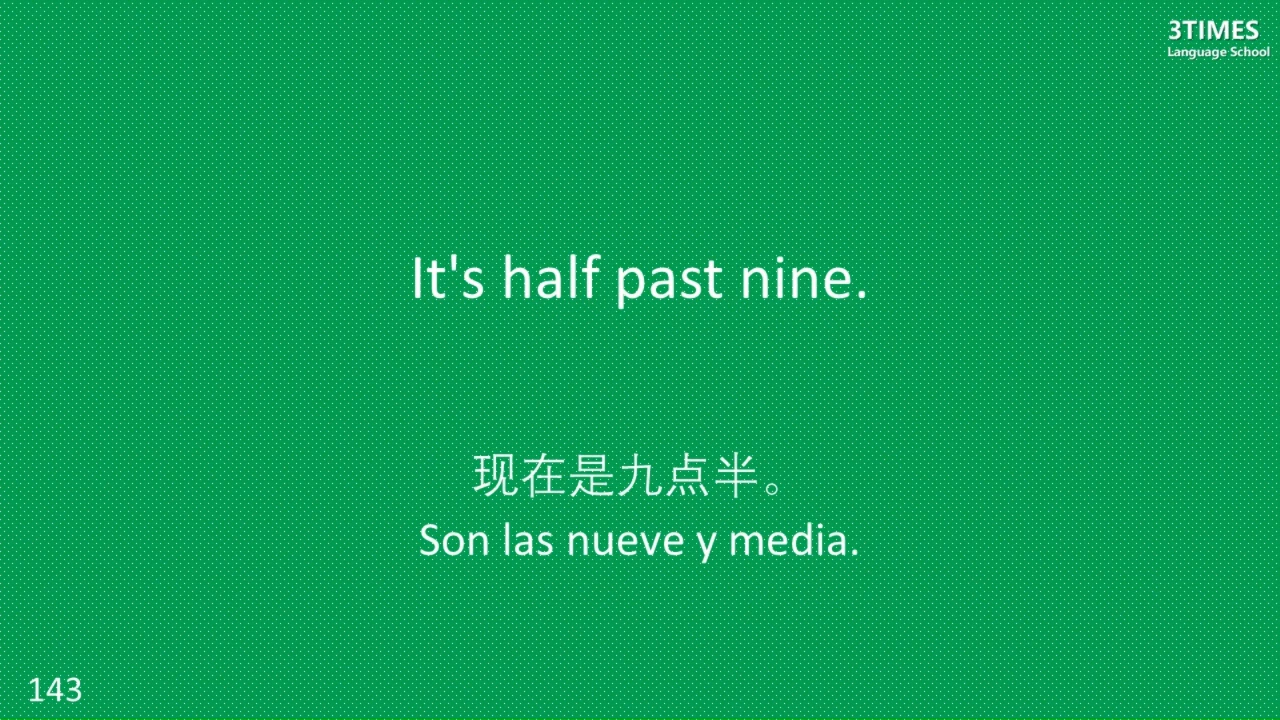 3TIMES
Language School
It's half past nine.
现在是九点半。
Son las nueve y media.
143